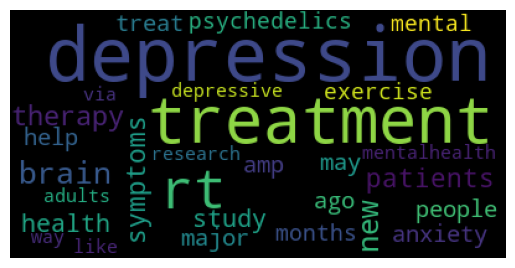 treat psychedelics mental
depression
via depressive exercise
therapy treatment
help symptoms research mentalhealth
brain rt amp may patients
adults ago new people
health study
way like major months anxiety